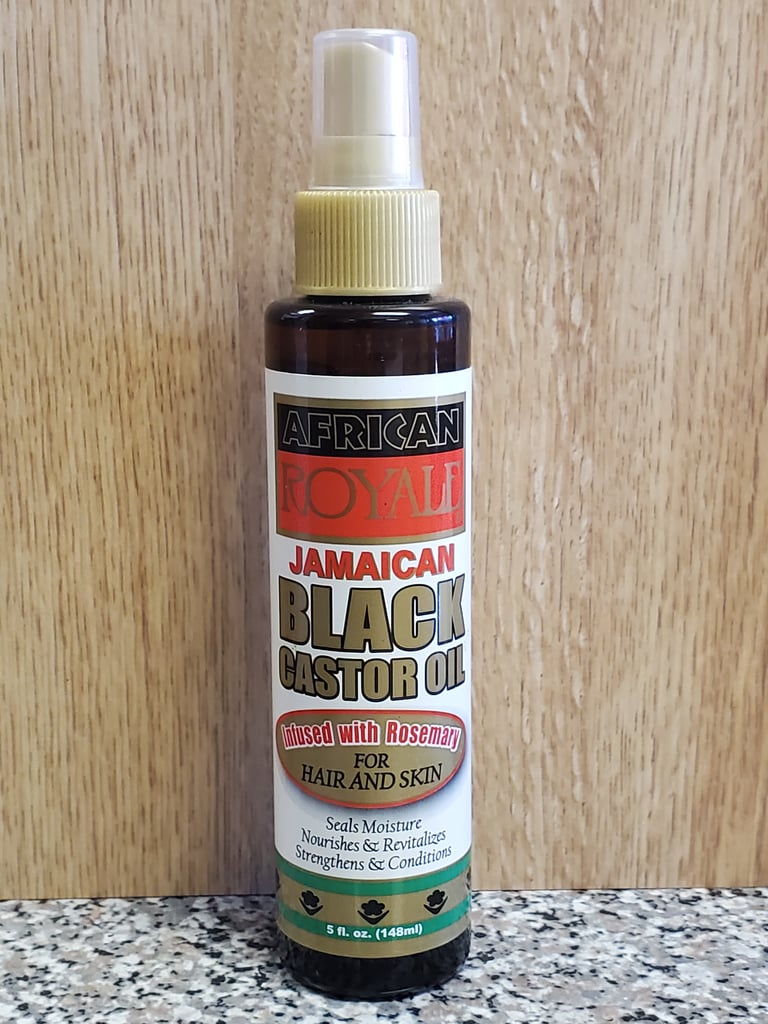 AFRICAN
ROYALE
JAMAICAN
BLACK
CASTOR OIL
Infused with Rosemary
FOR
HAIR AND SKIN
Seals Moisture
Nourishes & Revitalizes
Strengthens & Conditions
5 fl. oz. (148ml)